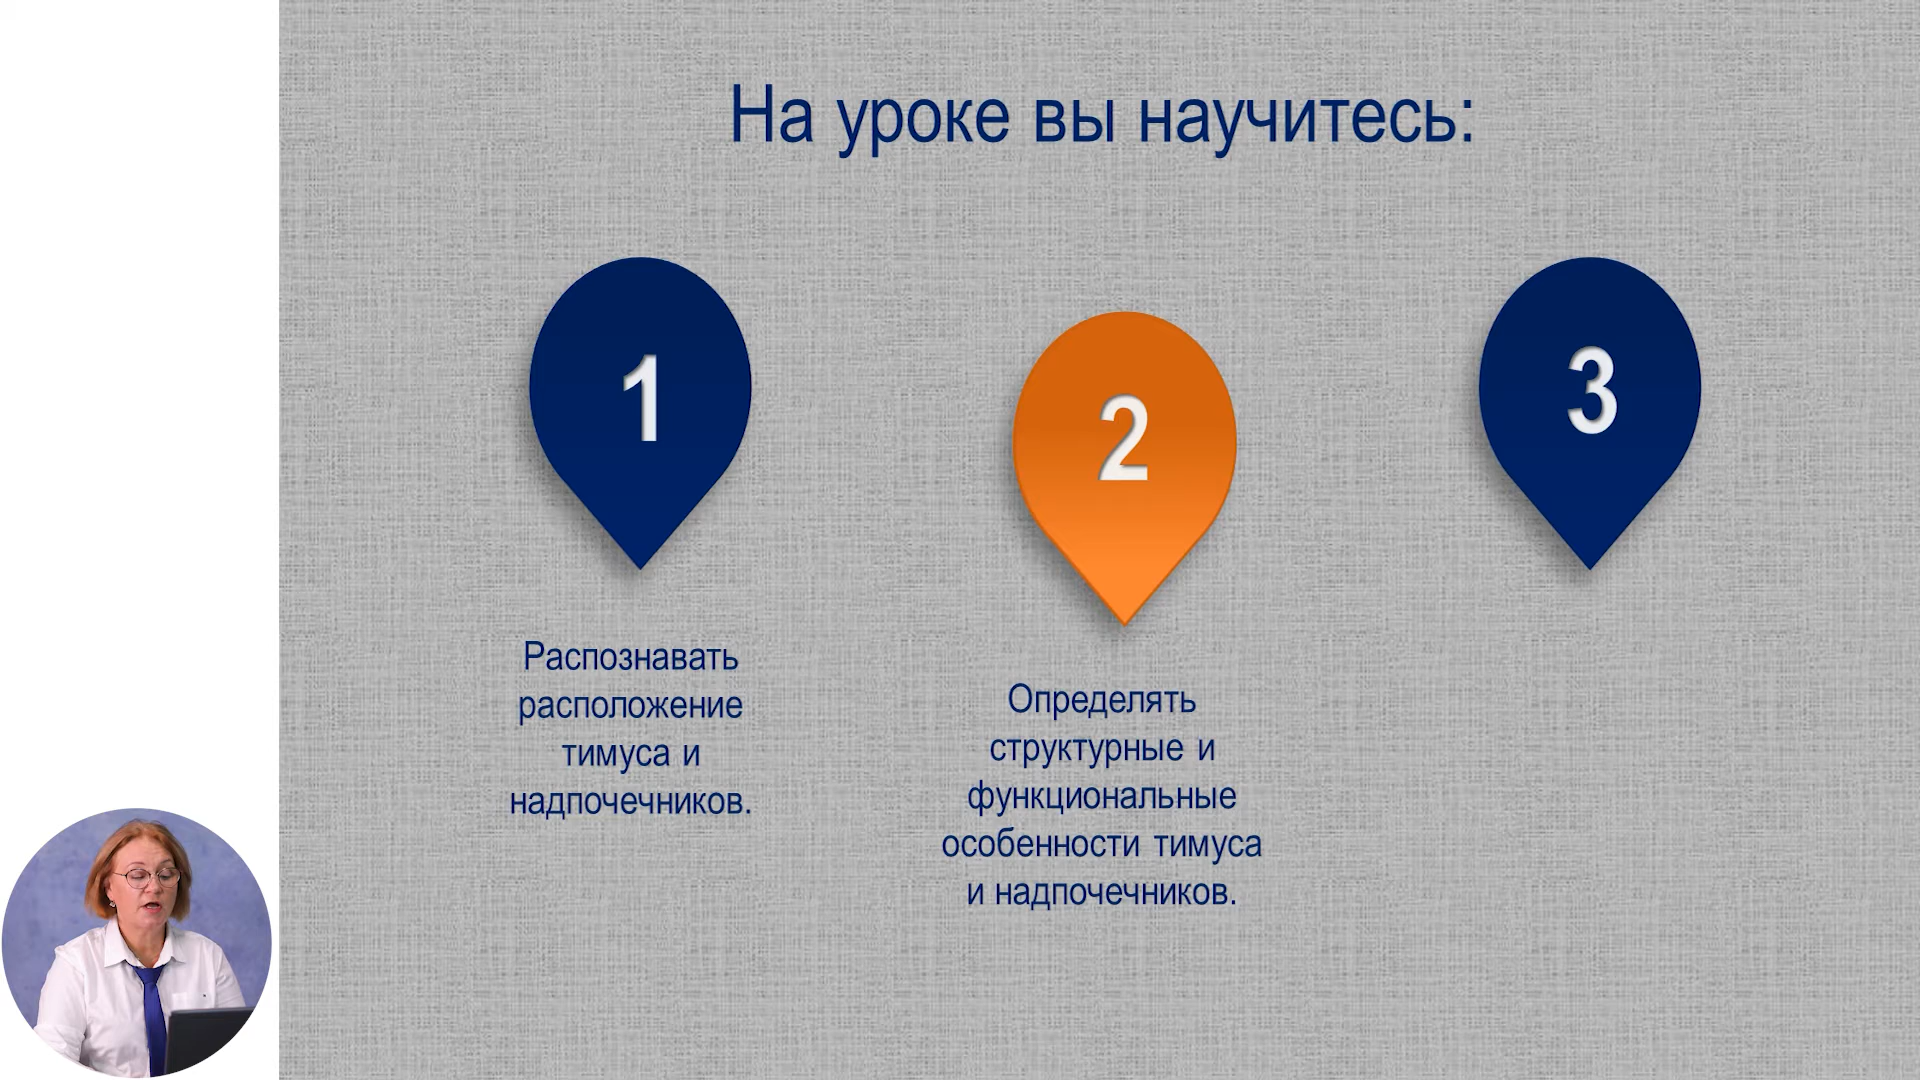 На уроке вы научитесь:
1
2
3
Распознавать
расположение
тимуса и
надпочечников.
Определять
структурные и
функциональные
особенности тимуса
и надпочечников.